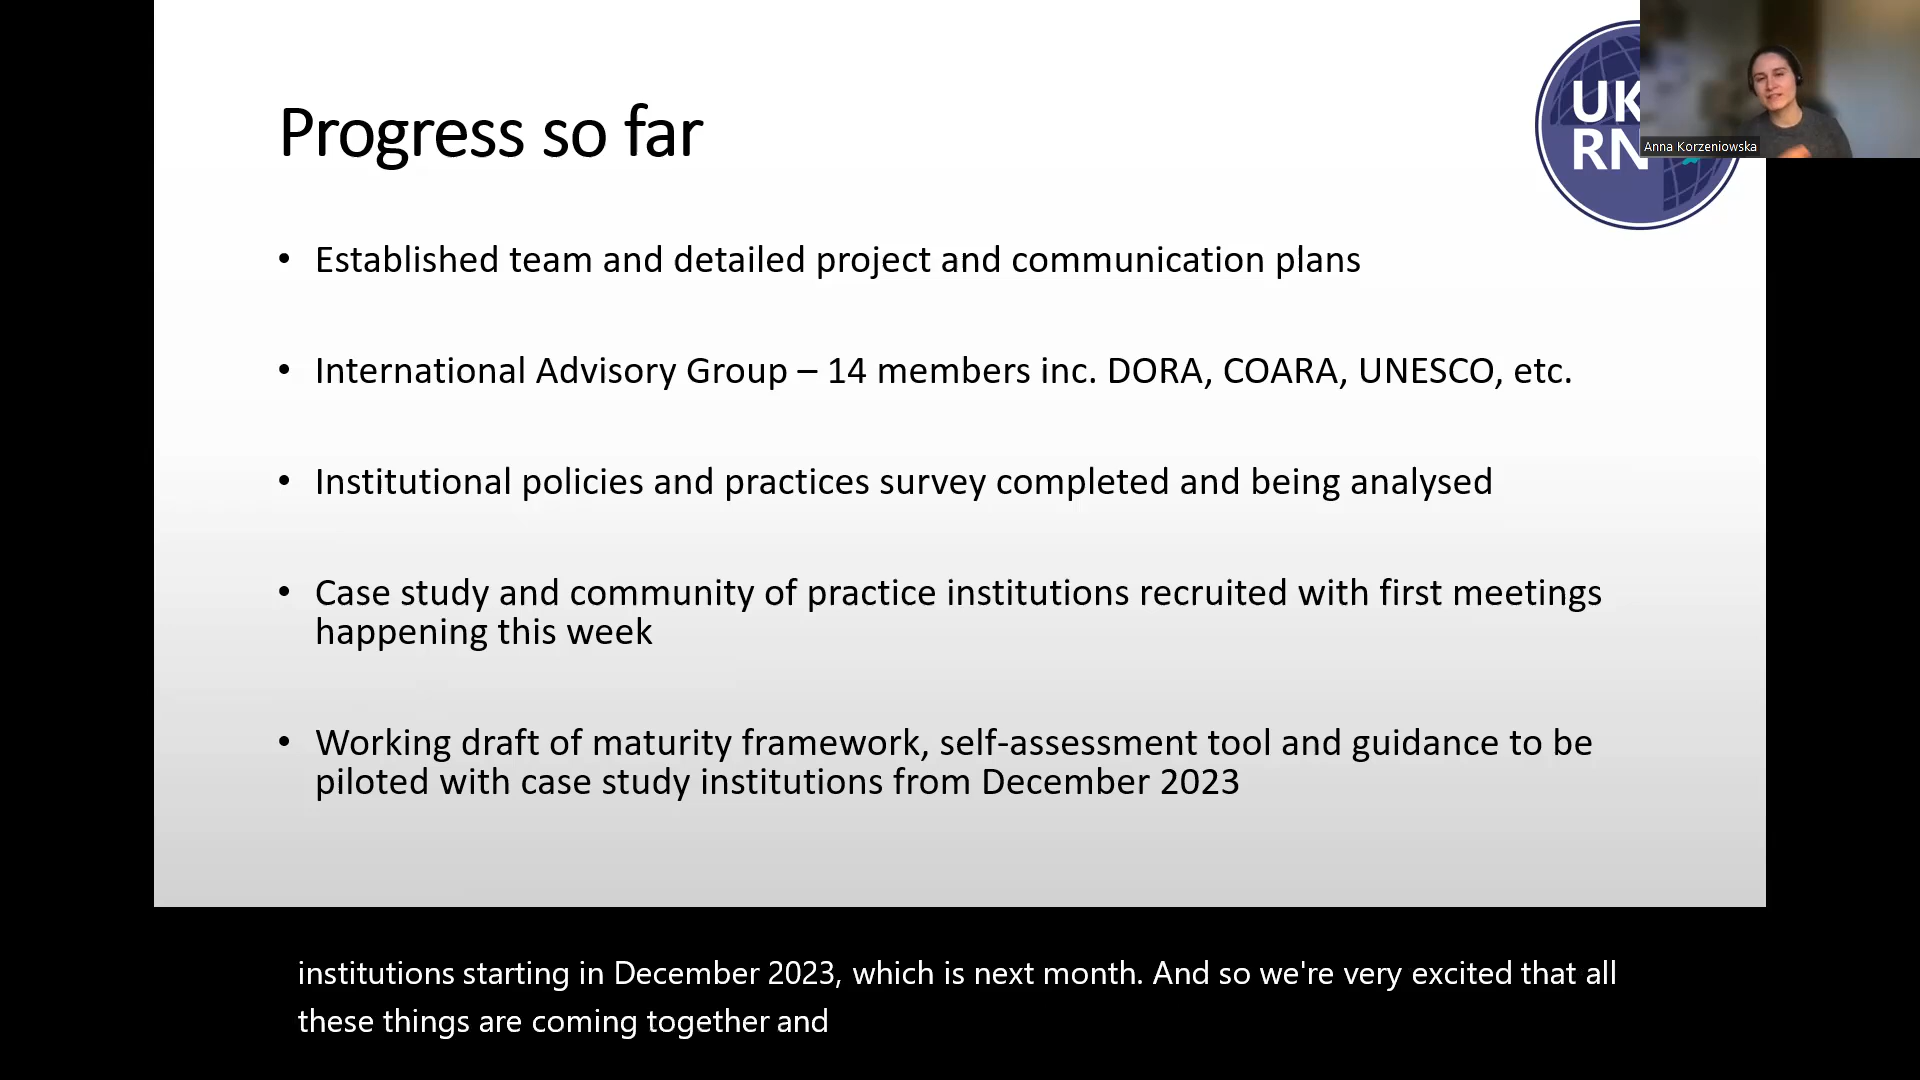 Progress so far
UK
RN
Anna Korzeniowska
• Established team and detailed project and communication plans
• International Advisory Group – 14 members inc. DORA, COARA, UNESCO, etc.
• Institutional policies and practices survey completed and being analysed
• Case study and community of practice institutions recruited with first meetings
happening this week
• Working draft of maturity framework, self-assessment tool and guidance to be
piloted with case study institutions from December 2023
institutions starting in December 2023, which is next month. And so we're very excited that all
these things are coming together and